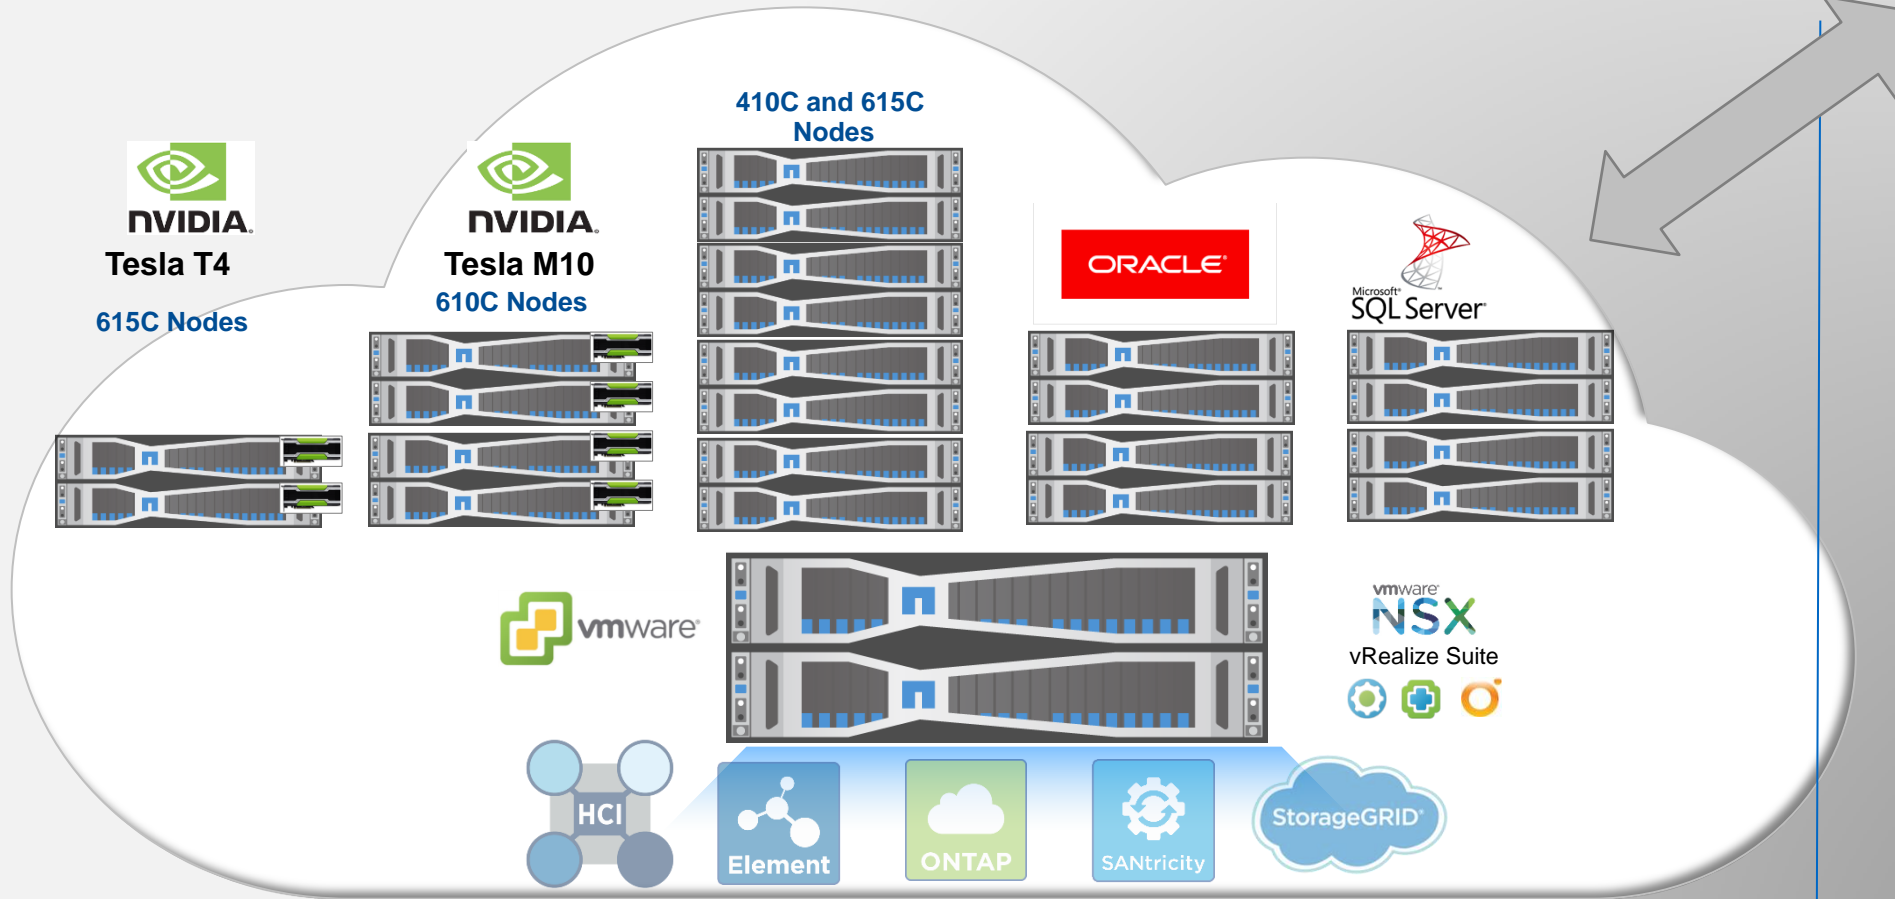 410C and 615C
Nodes
NVIDIA.
Tesla T4
615C Nodes
NVIDIA.
Tesla M10
610C Nodes
ORACLE®
Microsoft®
SQL Server®
vmware®
vmware®
NSX
vRealize Suite
HCI
Element
ONTAP
SANtricity
StorageGRID®